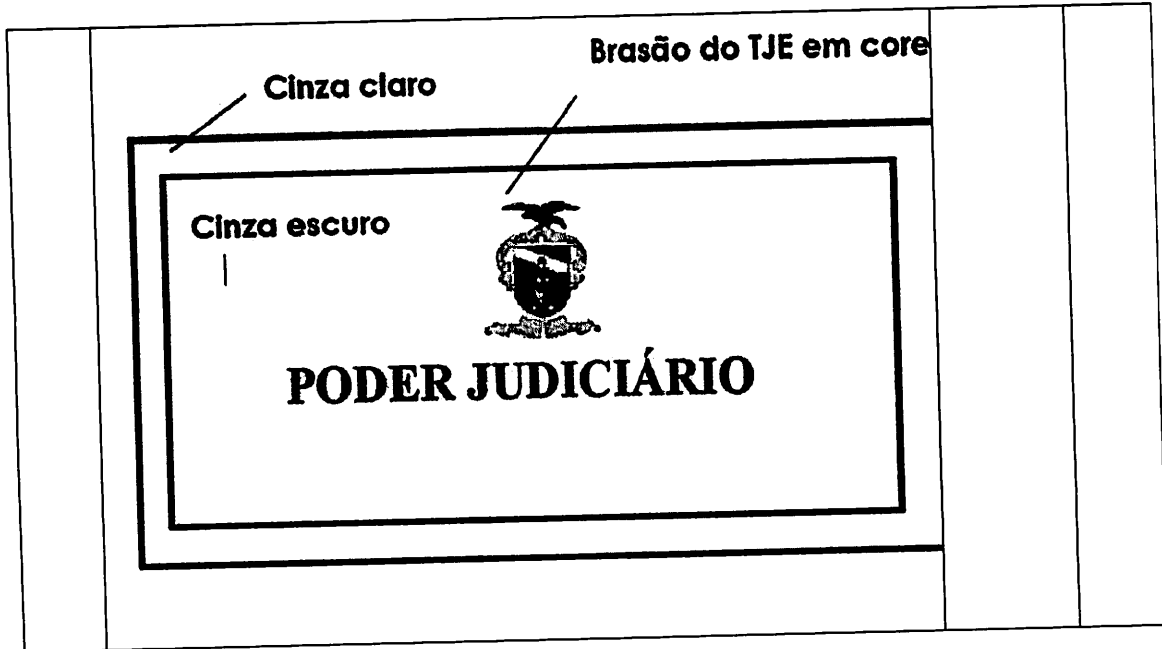 Brasão do TJE em core
Cinza claro
Cinza escuro
PODER JUDICIÁRIO